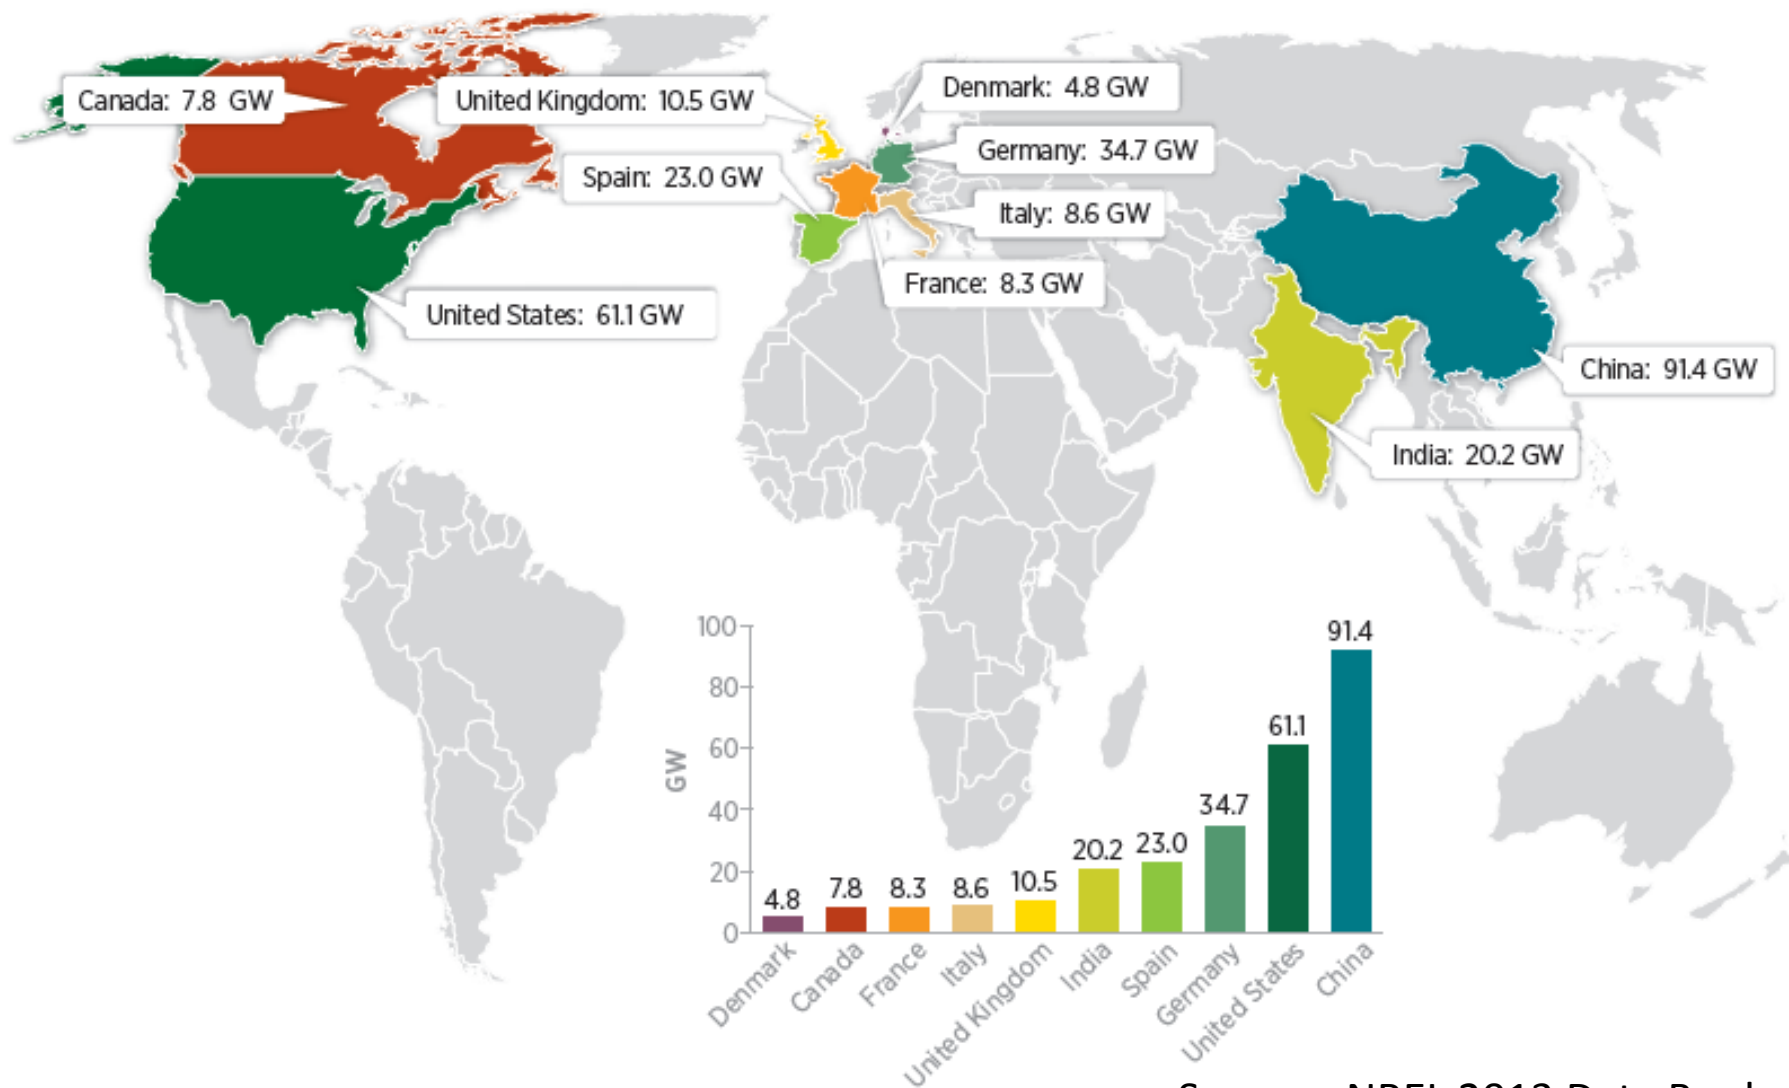 Canada: 7.8 GW
United Kingdom: 10.5 GW
Denmark: 4.8 GW
Germany: 34.7 GW
Spain: 23.0 GW
Italy: 8.6 GW
France: 8.3 GW
United States: 61.1 GW
China: 91.4 GW
India: 20.2 GW
GW
100
80
60
40
20
0
4.8
7.8
8.3
8.6
10.5
20.2
23.0
34.7
61.1
91.4
Denmark
Canada
France
Italy
United Kingdom
India
Spain
Germany
United States
China